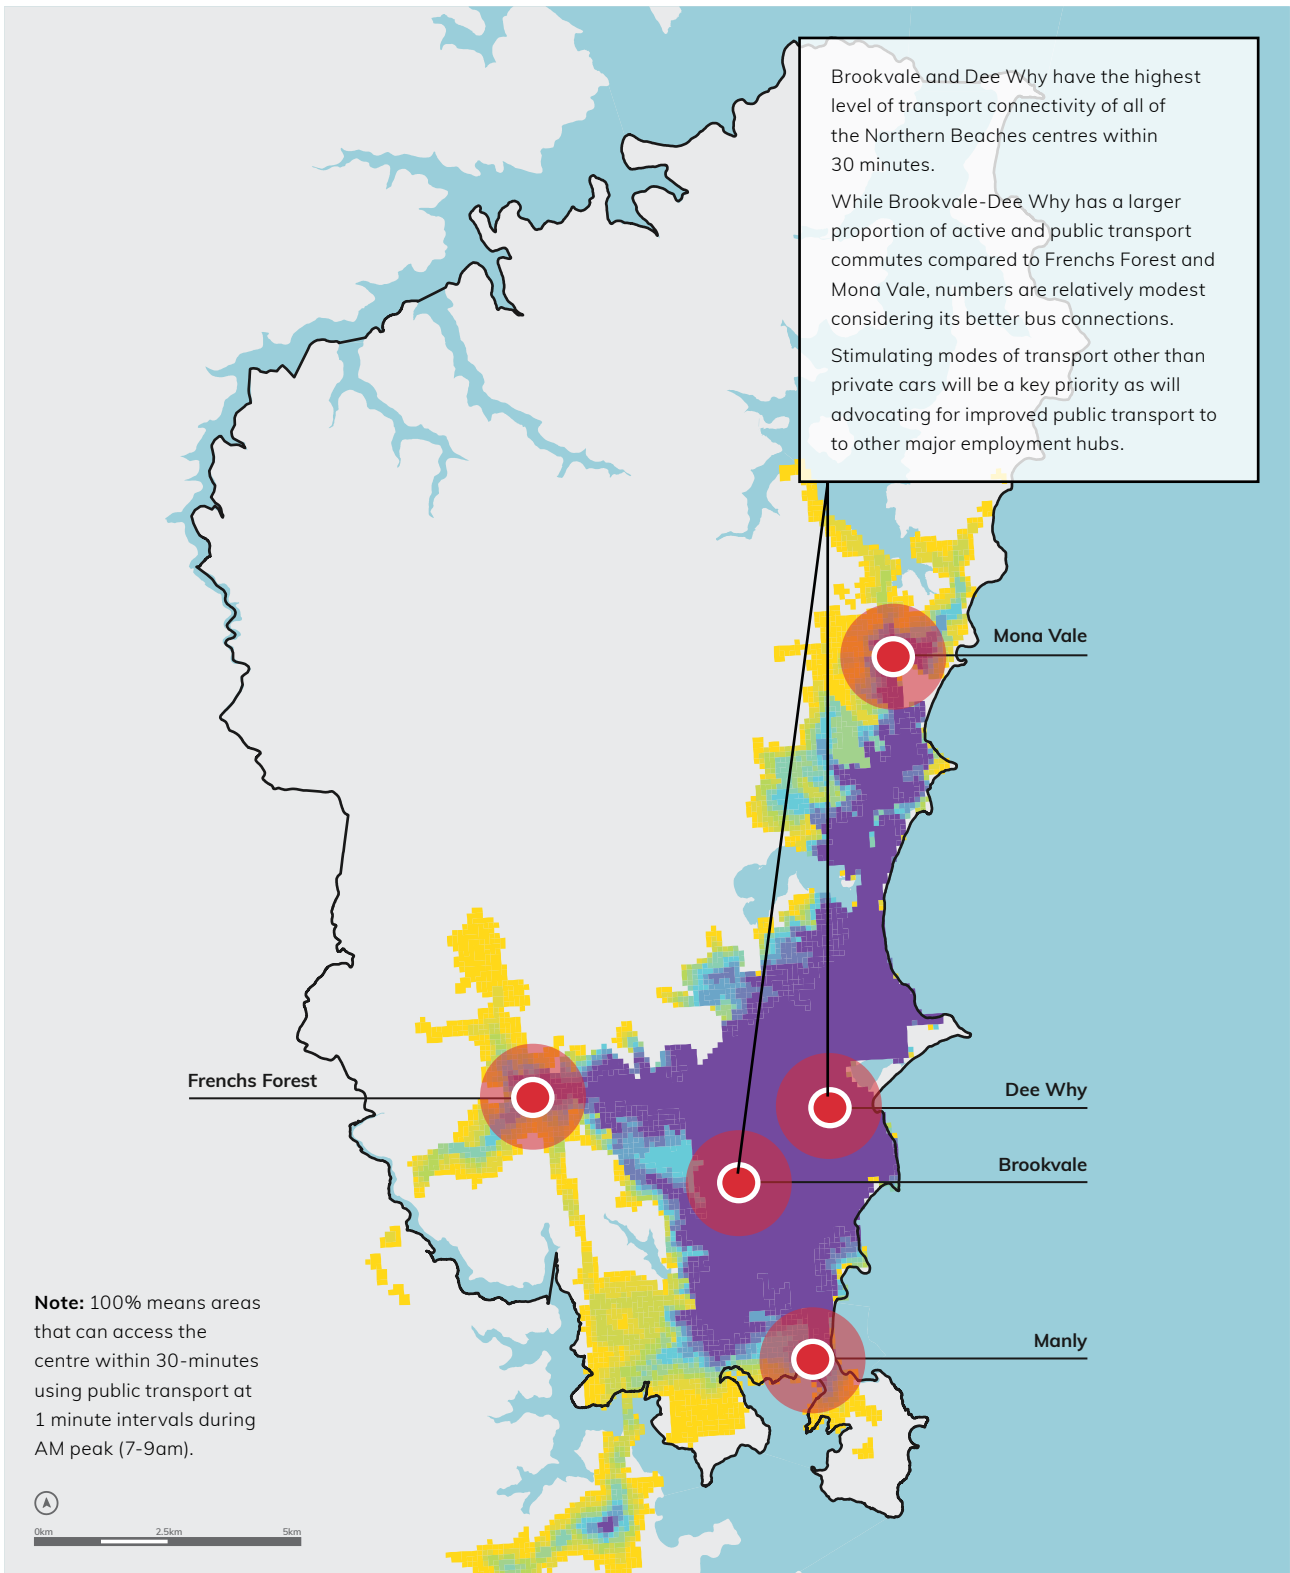 Brookvale and Dee Why have the highest
level of transport connectivity of all of
the Northern Beaches centres within
30 minutes.
While Brookvale-Dee Why has a larger
proportion of active and public transport
commutes compared to Frenchs Forest and
Mona Vale, numbers are relatively modest
considering its better bus connections.
Stimulating modes of transport other than
private cars will be a key priority as will
advocating for improved public transport to
to other major employment hubs.
Mona Vale
Frenchs Forest
Dee Why
Brookvale
Manly
Note: 100% means areas
that can access the
centre within 30-minutes
using public transport at
1 minute intervals during
AM peak (7-9am).
0km 2.5km 5km